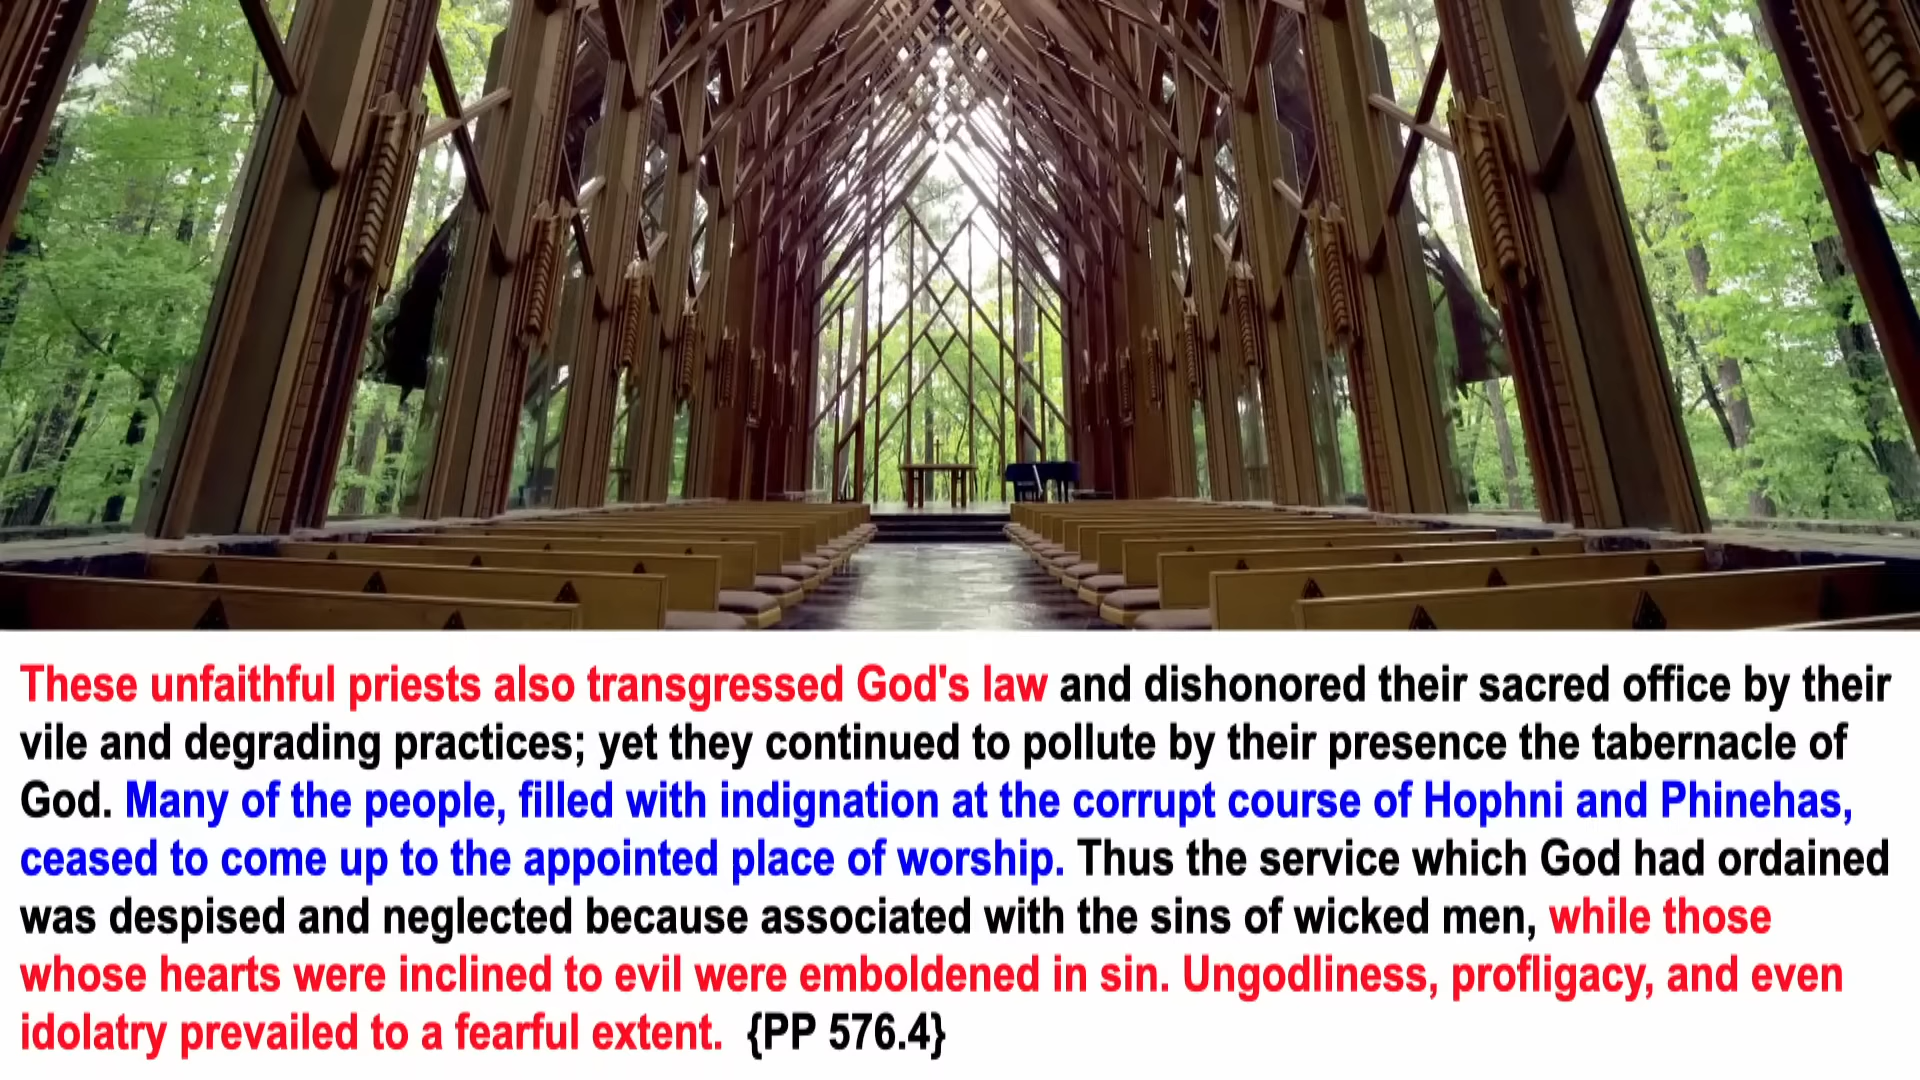 These unfaithful priests also transgressed God's law and dishonored their sacred office by their
vile and degrading practices; yet they continued to pollute by their presence the tabernacle of
God. Many of the people, filled with indignation at the corrupt course of Hophni and Phinehas,
ceased to come up to the appointed place of worship. Thus the service which God had ordained
was despised and neglected because associated with the sins of wicked men, while those
whose hearts were inclined to evil were emboldened in sin. Ungodliness, profligacy, and even
idolatry prevailed to a fearful extent. {PP 576.4}